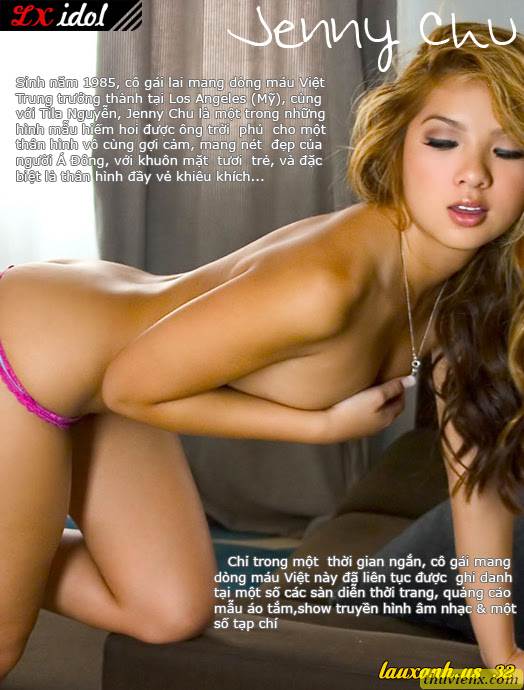 LX idol
Jenny Chu
Sinh năm 1985, cô gái lai mang dòng máu Việt
Trung trưởng thành tại Los Angeles (Mỹ), cùng
với Tila Nguyễn, Jenny Chu là một trong những
hình mẫu hiếm hoi được ông trời phú cho một
thân hình vô cùng gợi cảm, mang nét đẹp của
người Á Đông, với khuôn mặt tươi trẻ, và đặc
biệt là thân hình đầy vẻ khiêu khích...
Chỉ trong một thời gian ngắn, cô gái mang
dòng máu Việt này đã liên tục được ghi danh
tại một số các sàn diễn thời trang, quảng cáo
mẫu áo tắm,show truyền hình âm nhạc & một
số tạp chí
lauxanh.us 32
thuvienx.com